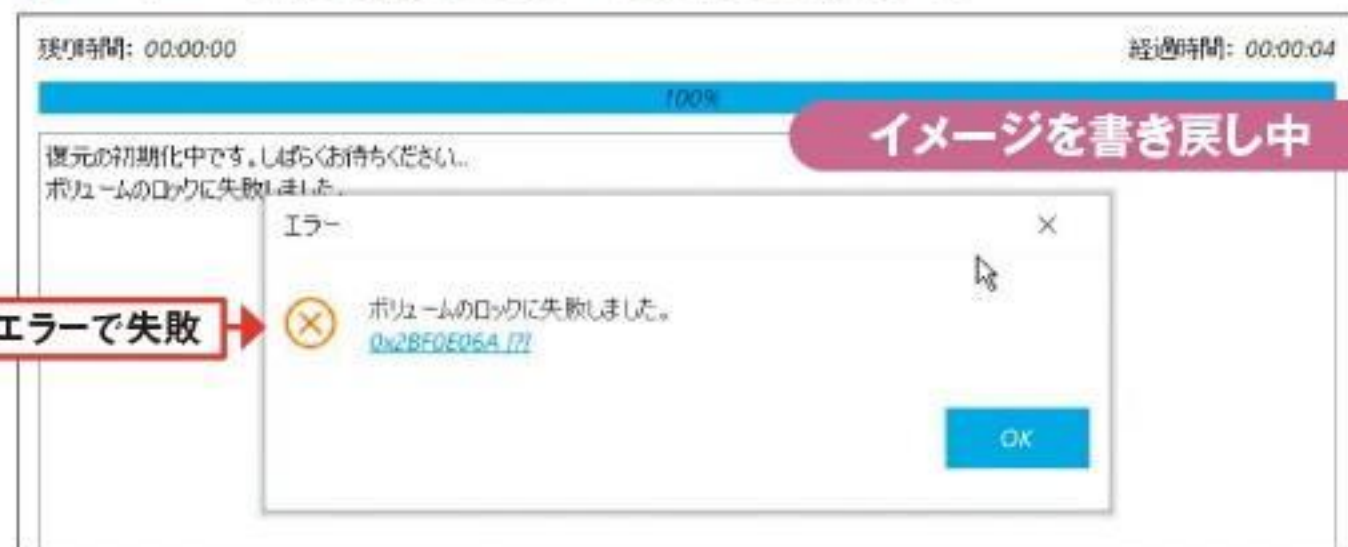 残り時間: 00:00:00
経過時間: 00:00:04
100%
イメージを書き戻し中
復元の初期化中です。しばらくお待ちください...
ボリュームのロックに失敗しました。
エラー
エラーで失敗
ボリュームのロックに失敗しました。
0x2BF0E06A [?]
OK